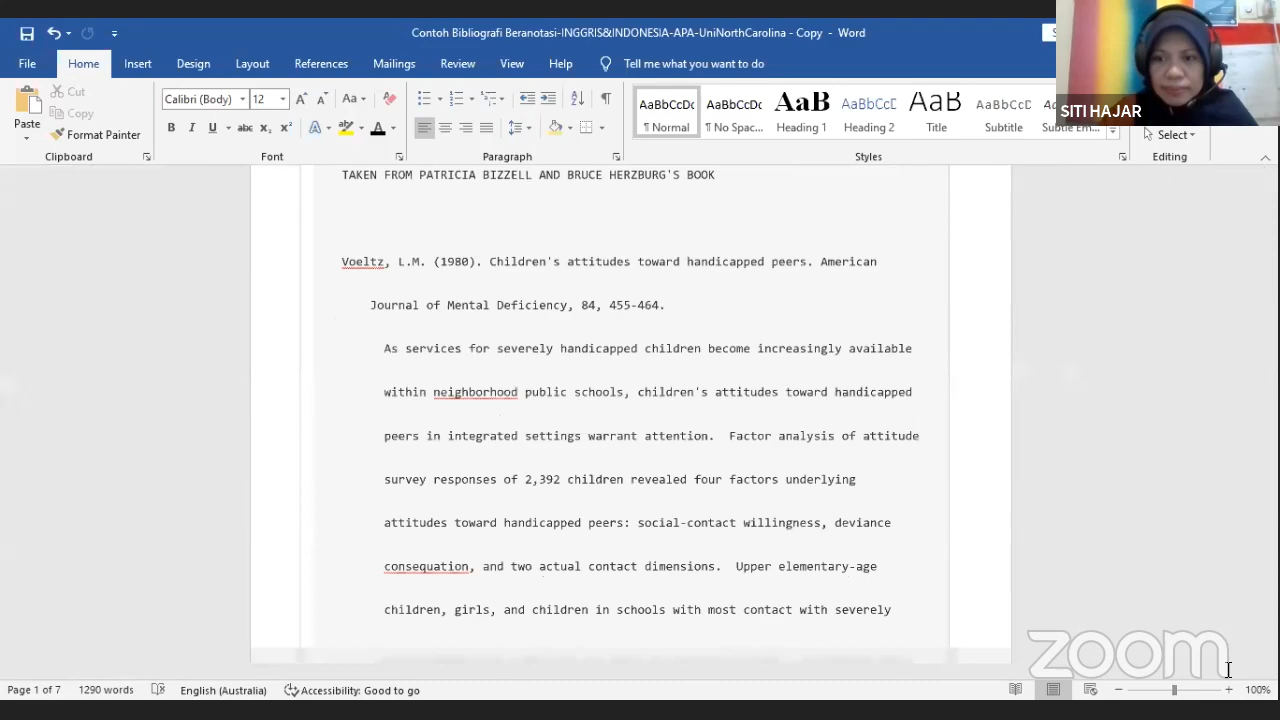 Contoh Bibliografi Beranotasi-INGGRIS&INDONESIA-APA-UniNorthCarolina - Copy - Word
File Home Insert Design Layout References Mailings Review View Help Tell me what you want to do
SITI HAJAR
Paste
Cut
Copy
Format Painter
Calibri (Body) 12
AaBbCcDc AaBbCcDc AaB AaBbCcD AaB AaBbCcD
¶ Normal ¶ No Spac... Heading 1 Heading 2 Title Subtitle Subtle Em...
Select
Clipboard Font Paragraph Styles Editing
TAKEN FROM PATRICIA BIZZELL AND BRUCE HERZBURG'S BOOK
Voeltz, L.M. (1980). Children's attitudes toward handicapped peers. American
Journal of Mental Deficiency, 84, 455-464.
As services for severely handicapped children become increasingly available
within neighborhood public schools, children's attitudes toward handicapped
peers in integrated settings warrant attention. Factor analysis of attitude
survey responses of 2,392 children revealed four factors underlying
attitudes toward handicapped peers: social-contact willingness, deviance
consequation, and two actual contact dimensions. Upper elementary-age
children, girls, and children in schools with most contact with severely
zoom
Page 1 of 7 1290 words English (Australia) Accessibility: Good to go 100%